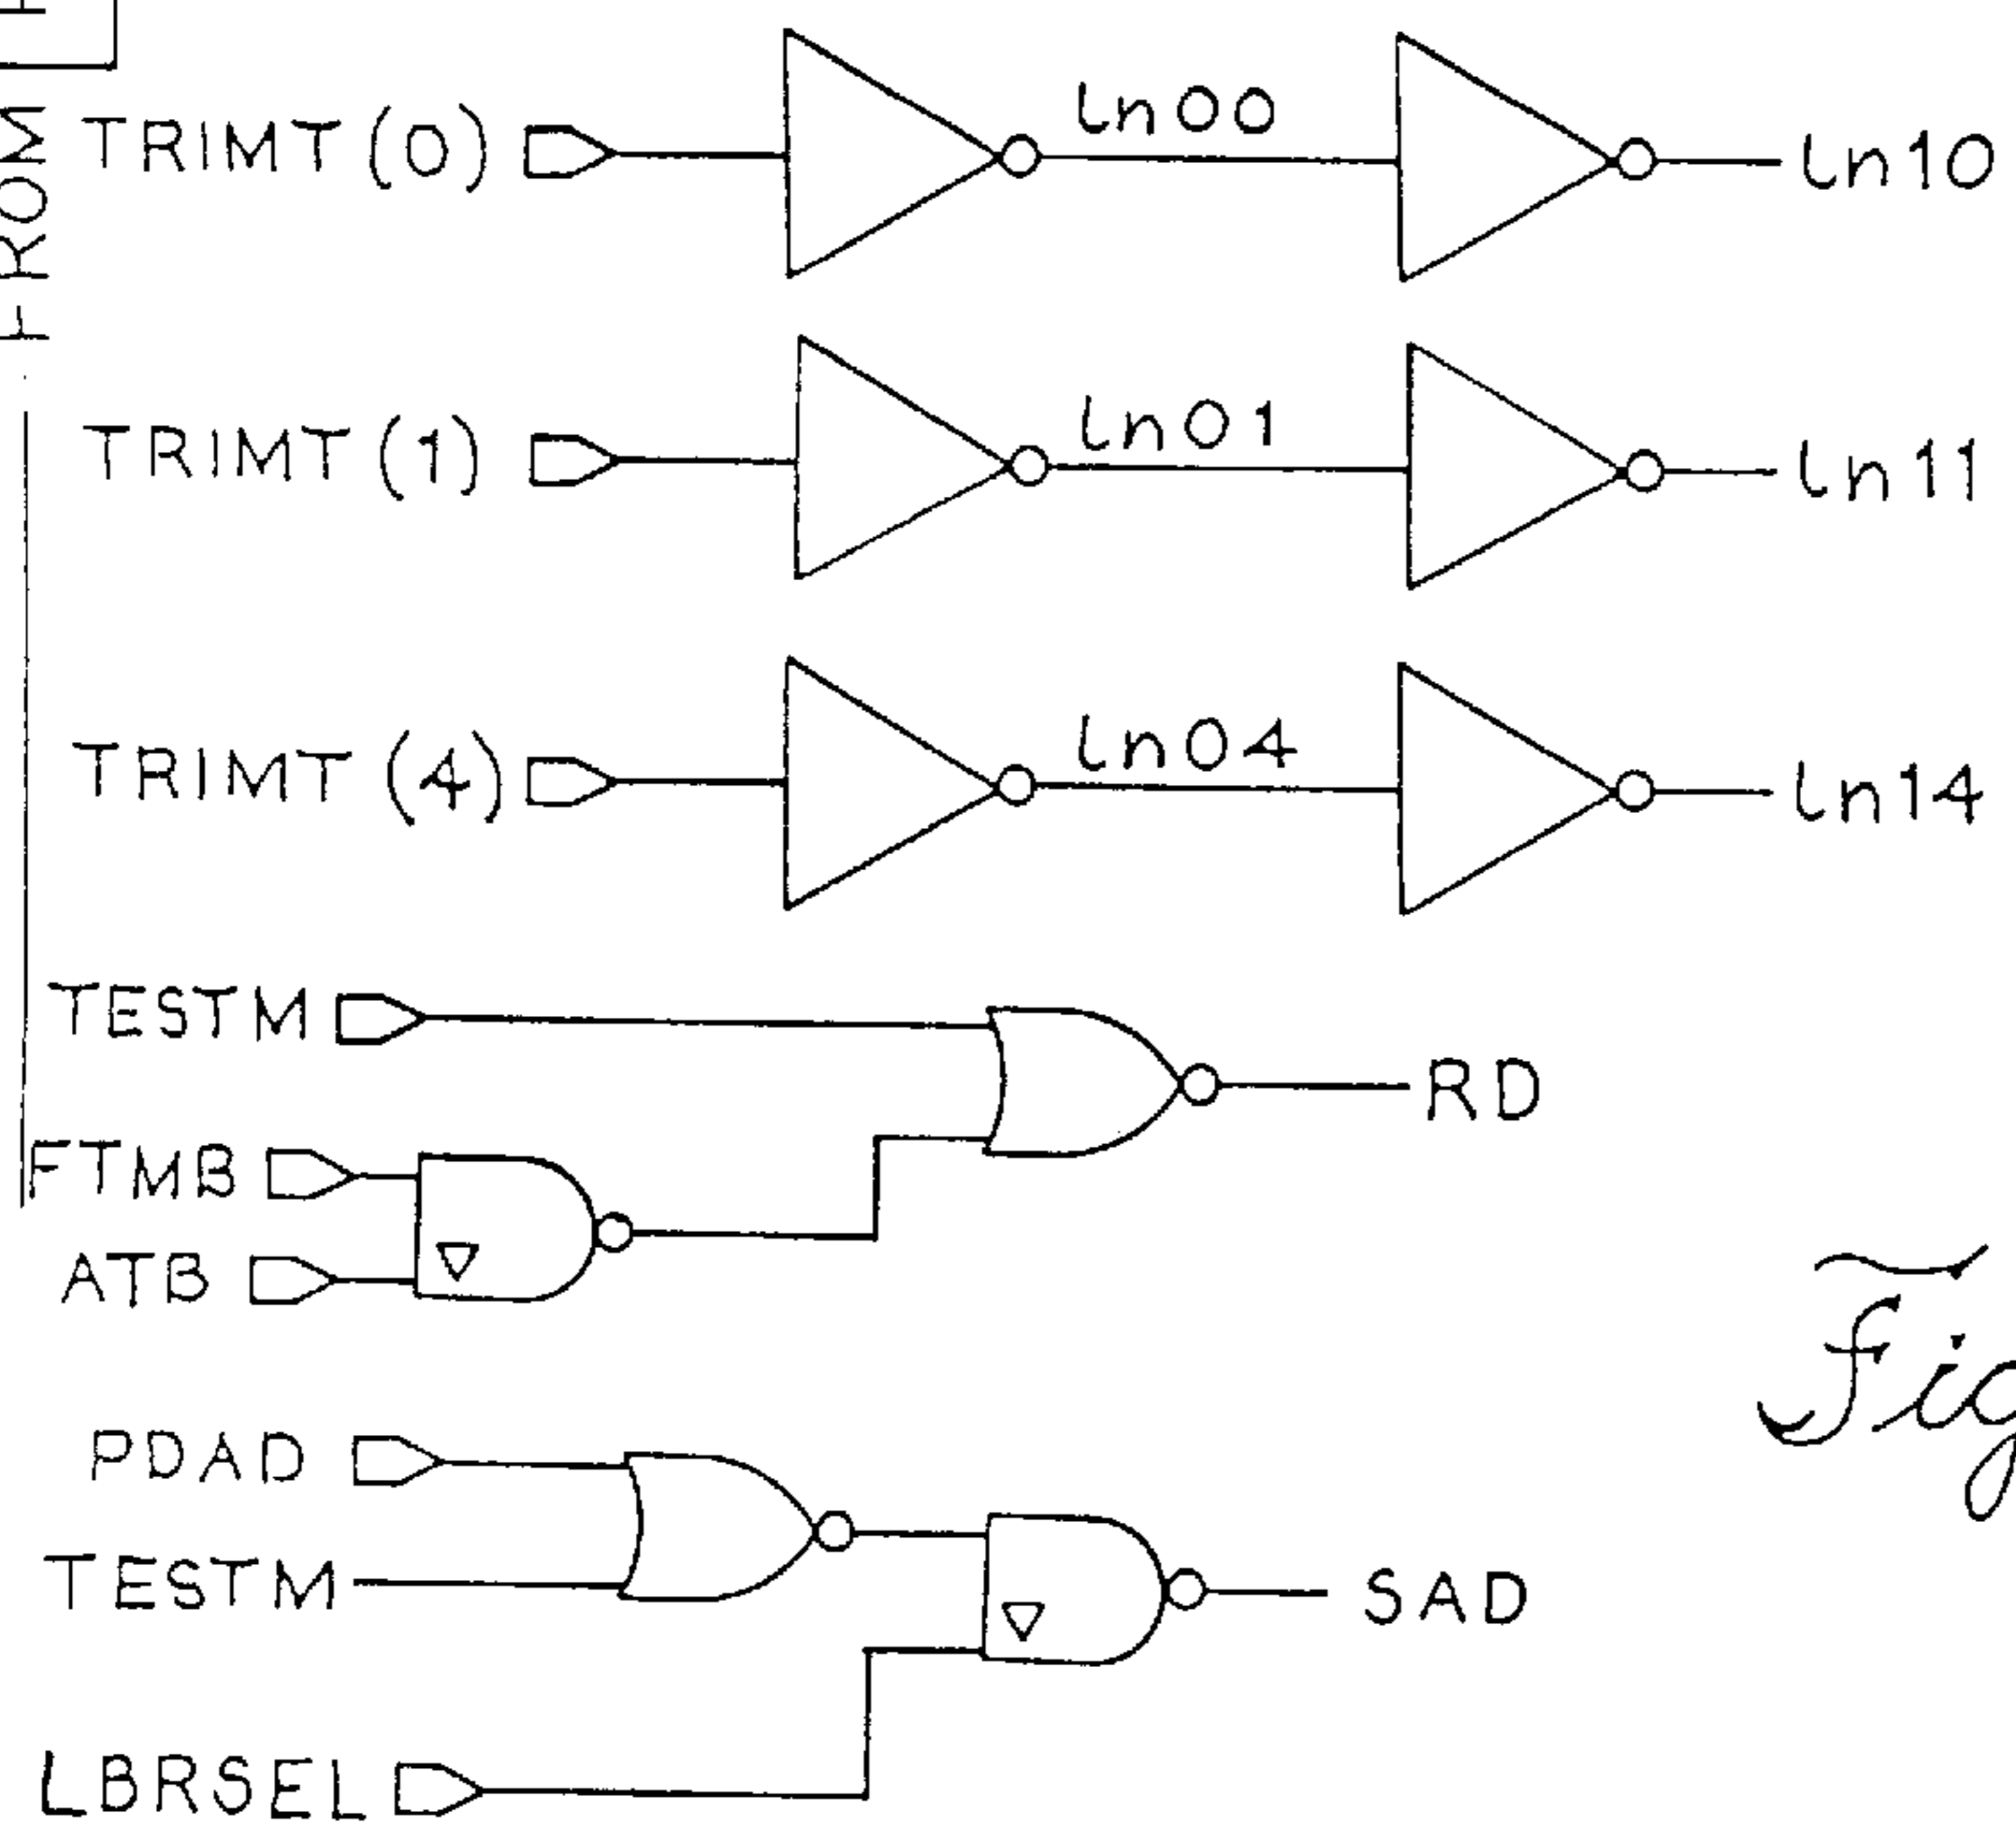 TRIMT(0) ln00 ln10
TRIMT(1) ln01 ln11
TRIMT(4) ln04 ln14
TESTM
RD
FTMB
ATB
PDAD
TESTM
SAD
LBRSEL